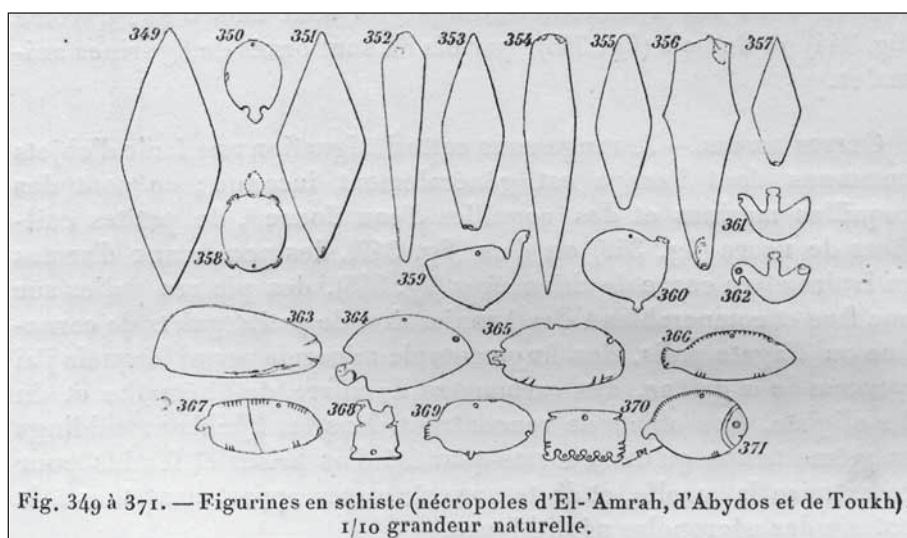 349 350 351 352 353 354 355 356 357
358 359 360 361
362
363 364 365 366
367 368 369 370
371
Fig. 349 à 371. — Figurines en schiste (nécropoles d'El-'Amrah, d'Abydos et de Toukh)
1/10 grandeur naturelle.